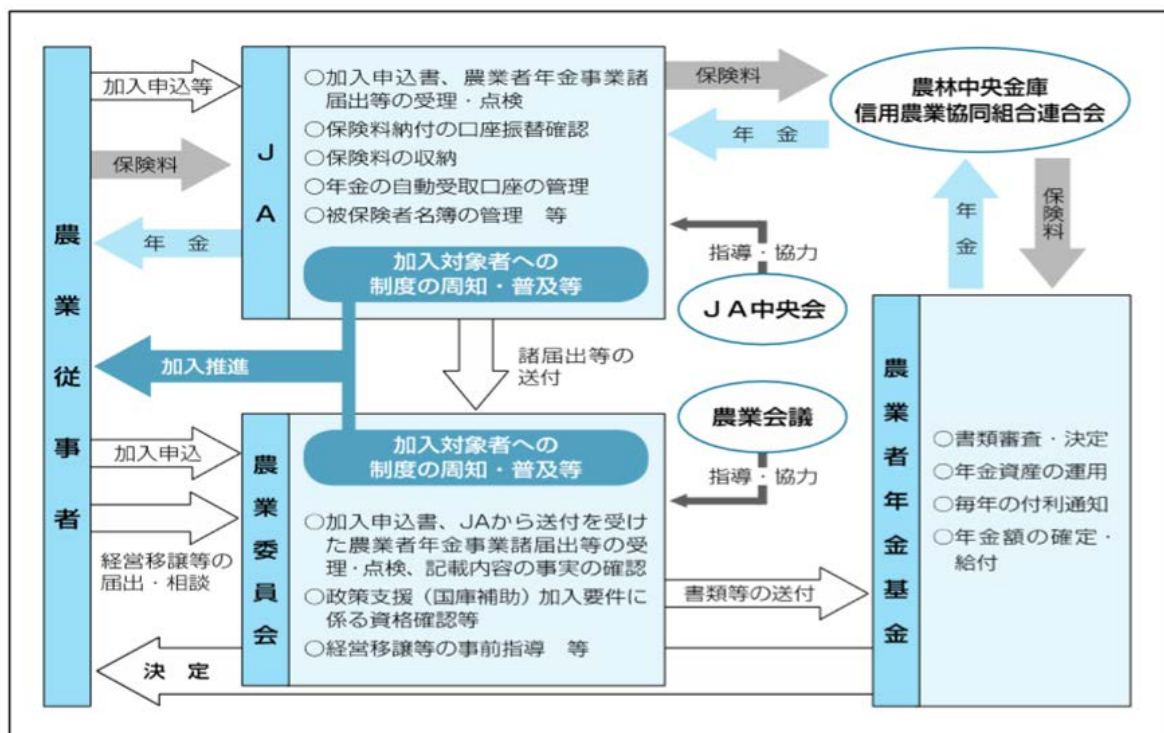 農業従事者
加入申込等
保険料
年 金
加入推進
加入申込
経営移譲等の
届出・相談
決 定
JA
○加入申込書、農業者年金事業諸
届出等の受理・点検
○保険料納付の口座振替確認
○保険料の収納
○年金の自動受取口座の管理
○被保険者名簿の管理 等
加入対象者への
制度の周知・普及等
諸届出等の
送付
農業委員会
加入対象者への
制度の周知・普及等
○加入申込書、JAから送付を受け
た農業者年金事業諸届出等の受
理・点検、記載内容の事実の確認
○政策支援（国庫補助）加入要件に
係る資格確認等
○経営移譲等の事前指導 等
保険料
年 金
農林中央金庫
信用農業協同組合連合会
指導・協力
JA中央会
農業会議
指導・協力
書類等の送付
年金
保険料
農業者年金基金
○書類審査・決定
○年金資産の運用
○毎年の付利通知
○年金額の確定・
給付